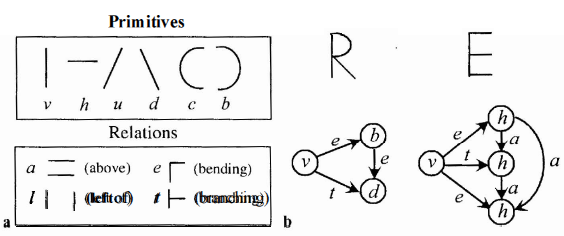 Primitives
v h u d c b
Relations
a (above) e (bending)
l (left of) t (branching)
a
b
R E
v e b e t d
v e h a t h a e h a